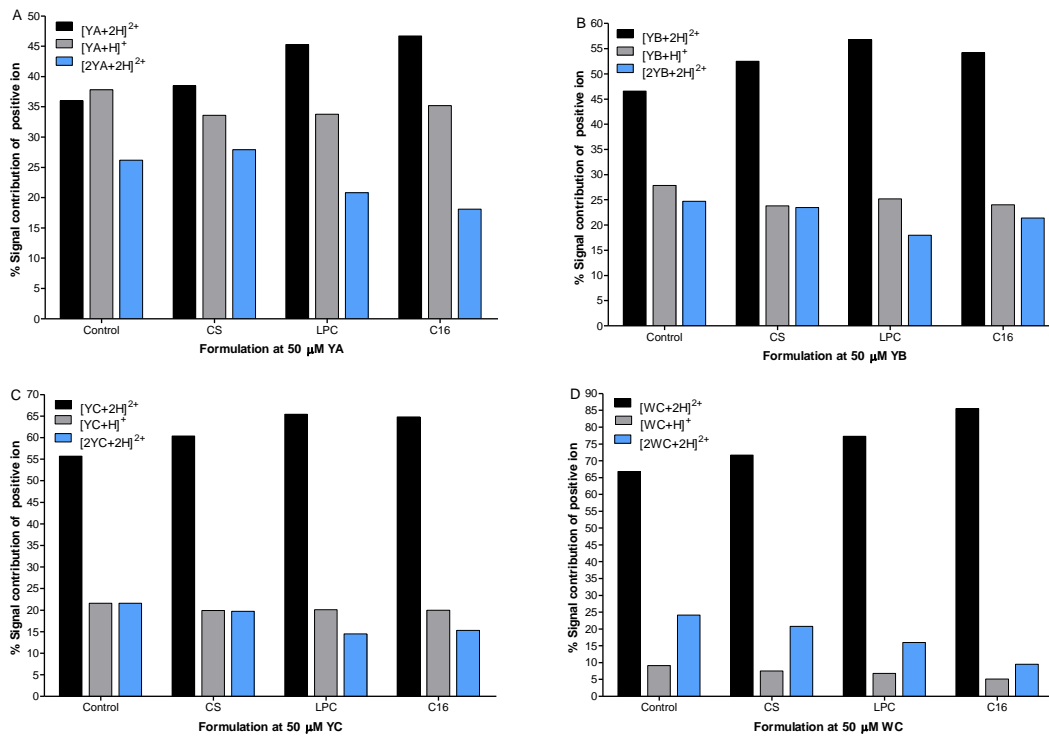 A
[YA+2H]²⁺
[YA+H]⁺
[2YA+2H]²⁺
% Signal contribution of positive ion
50
45
40
35
30
25
20
15
10
5
0
Control CS LPC C16
Formulation at 50 μM YA
B
[YB+2H]²⁺
[YB+H]⁺
[2YB+2H]²⁺
% Signal contribution of positive ion
60
55
50
45
40
35
30
25
20
15
10
5
0
Control CS LPC C16
Formulation at 50 μM YB
C
[YC+2H]²⁺
[YC+H]⁺
[2YC+2H]²⁺
% Signal contribution of positive ion
70
65
60
55
50
45
40
35
30
25
20
15
10
5
0
Control CS LPC C16
Formulation at 50 μM YC
D
[WC+2H]²⁺
[WC+H]⁺
[2WC+2H]²⁺
% Signal contribution of positive ion
90
85
80
75
70
65
60
55
50
45
40
35
30
25
20
15
10
5
0
Control CS LPC C16
Formulation at 50 μM WC